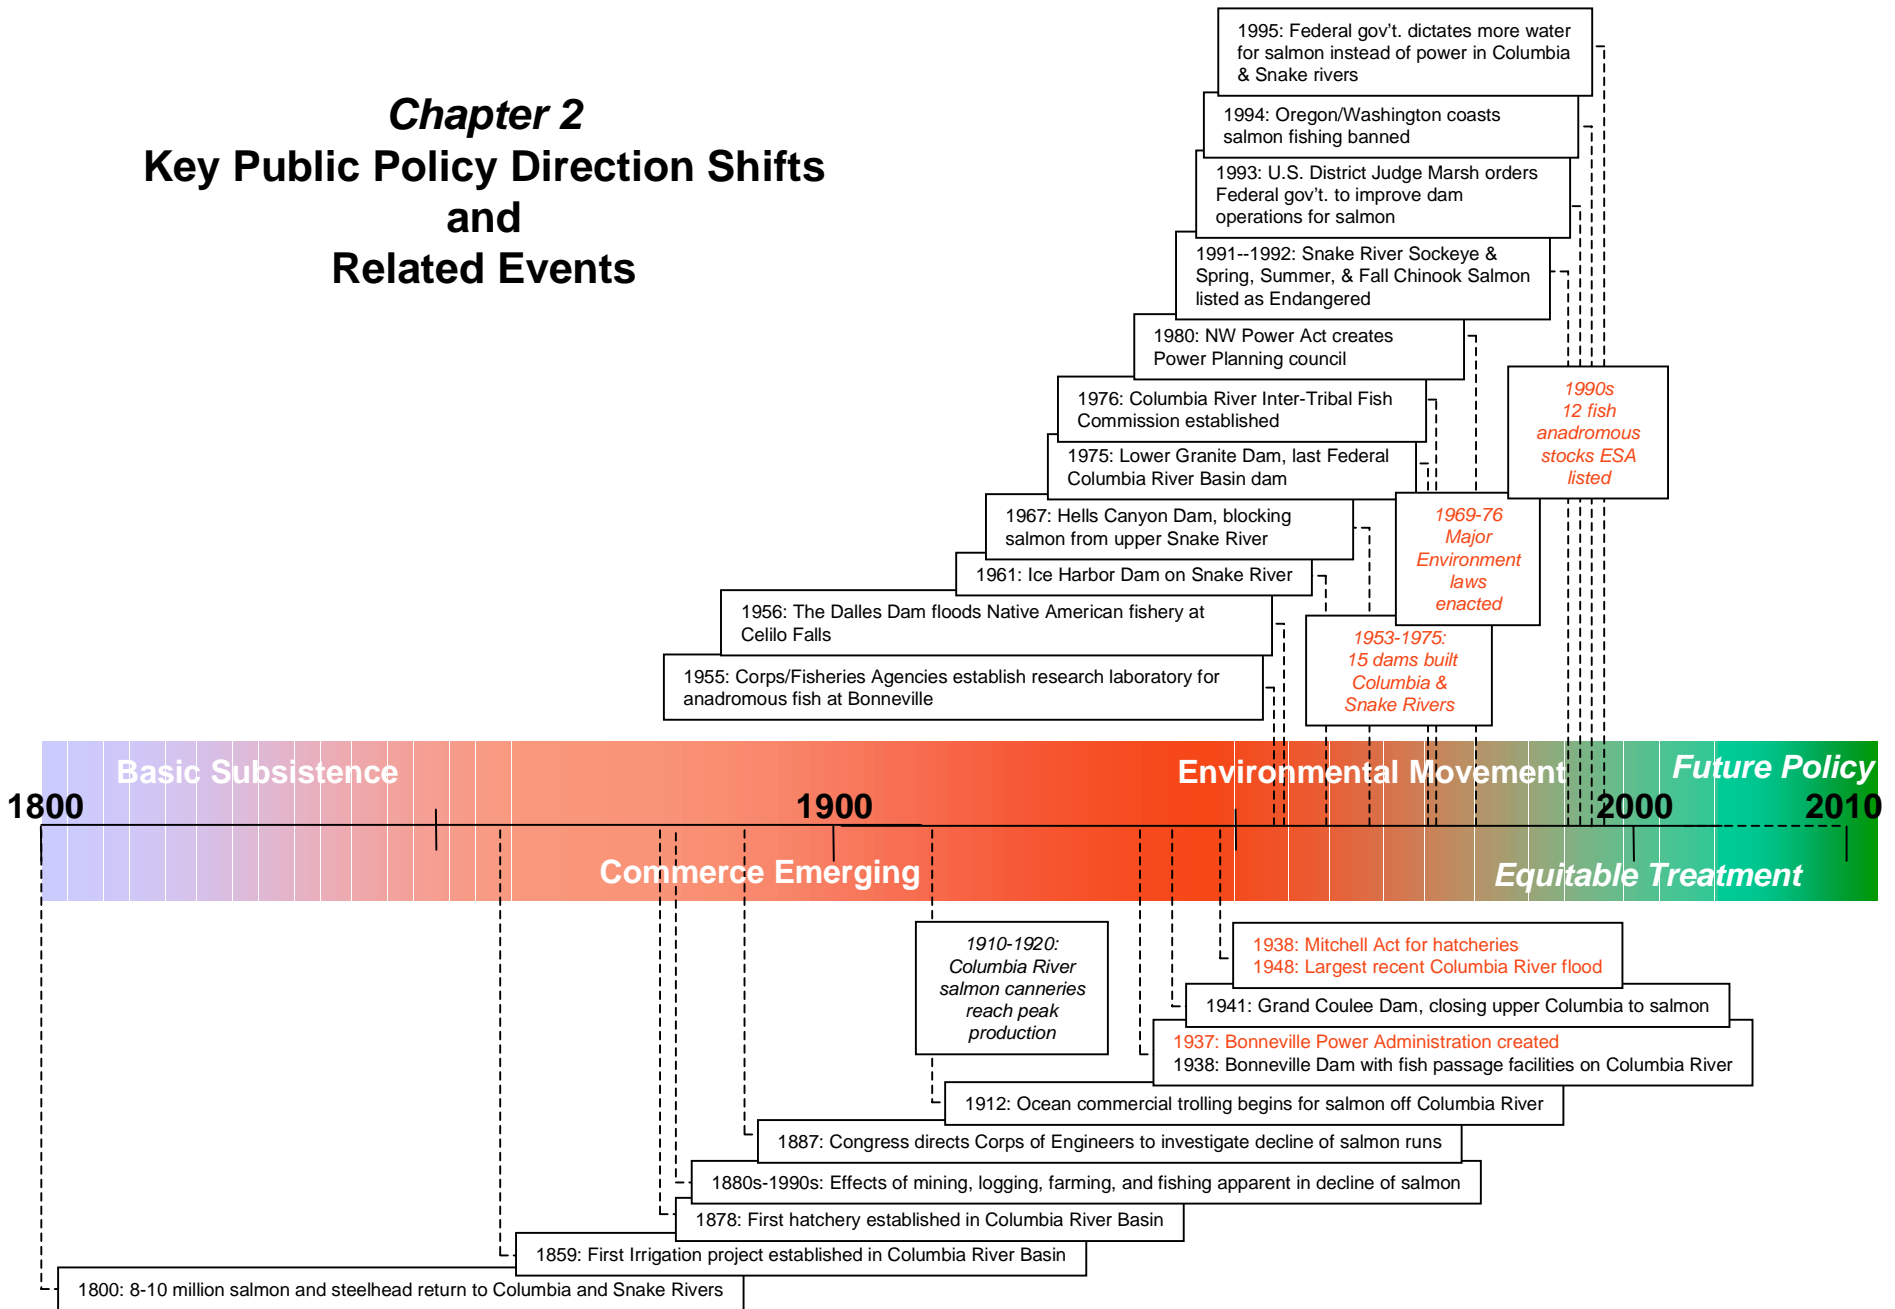 Chapter 2
Key Public Policy Direction Shifts
and
Related Events
1995: Federal gov't. dictates more water
for salmon instead of power in Columbia
& Snake rivers
1994: Oregon/Washington coasts
salmon fishing banned
1993: U.S. District Judge Marsh orders
Federal gov't. to improve dam
operations for salmon
1991--1992: Snake River Sockeye &
Spring, Summer, & Fall Chinook Salmon
listed as Endangered
1980: NW Power Act creates
Power Planning council
1990s
12 fish
anadromous
stocks ESA
listed
1976: Columbia River Inter-Tribal Fish
Commission established
1975: Lower Granite Dam, last Federal
Columbia River Basin dam
1967: Hells Canyon Dam, blocking
salmon from upper Snake River
1969-76
Major
Environment
laws
enacted
1961: Ice Harbor Dam on Snake River
1956: The Dalles Dam floods Native American fishery at
Celilo Falls
1953-1975:
15 dams built
Columbia &
Snake Rivers
1955: Corps/Fisheries Agencies establish research laboratory for
anadromous fish at Bonneville
Basic Subsistence
Environmental Movement
Future Policy
1800
1900
2000
2010
Commerce Emerging
Equitable Treatment
1910-1920:
Columbia River
salmon canneries
reach peak
production
1938: Mitchell Act for hatcheries
1948: Largest recent Columbia River flood
1941: Grand Coulee Dam, closing upper Columbia to salmon
1937: Bonneville Power Administration created
1938: Bonneville Dam with fish passage facilities on Columbia River
1912: Ocean commercial trolling begins for salmon off Columbia River
1887: Congress directs Corps of Engineers to investigate decline of salmon runs
1880s-1990s: Effects of mining, logging, farming, and fishing apparent in decline of salmon
1878: First hatchery established in Columbia River Basin
1859: First Irrigation project established in Columbia River Basin
1800: 8-10 million salmon and steelhead return to Columbia and Snake Rivers